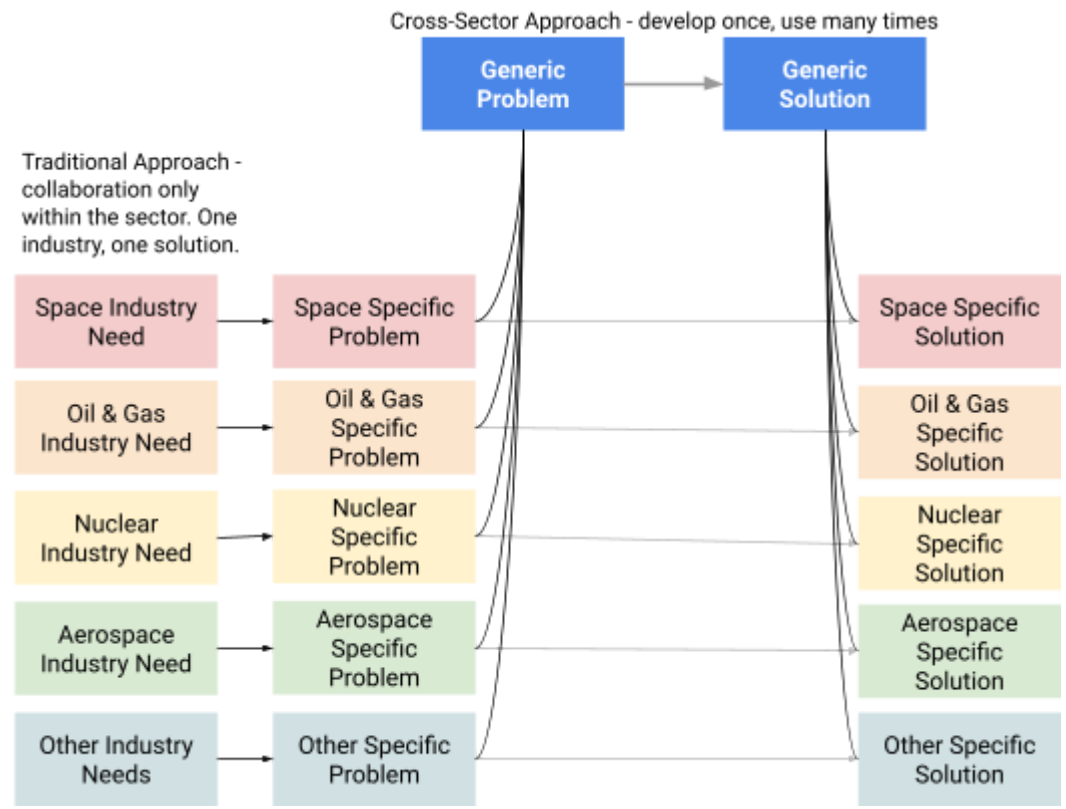 Cross-Sector Approach - develop once, use many times
Generic
Problem
Generic
Solution
Traditional Approach -
collaboration only
within the sector. One
industry, one solution.
Space Industry
Need
Space Specific
Problem
Space Specific
Solution
Oil & Gas
Industry Need
Oil & Gas
Specific
Problem
Oil & Gas
Specific
Solution
Nuclear
Industry Need
Nuclear
Specific
Problem
Nuclear
Specific
Solution
Aerospace
Industry Need
Aerospace
Specific
Problem
Aerospace
Specific
Solution
Other Industry
Needs
Other Specific
Problem
Other Specific
Solution